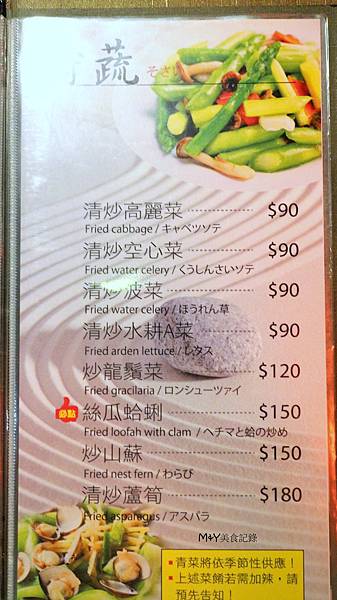 蔬
清炒高麗菜 $90
Fried cabbage / キャベツソテ
清炒空心菜 $90
Fried water celery / くうしんさいソテ
清炒波菜 $90
Fried water celery / ほうれん草
清炒水耕A菜 $90
Fried arden lettuce / レタス
炒龍鬚菜 $120
Fried gracilaria / ロンシューツァイ
必點
絲瓜蛤蜊 $150
Fried loofah with clam / ヘチマと蛤の炒め
炒山蘇 $150
Fried nest fern / わらび
清炒蘆筍 $180
Fried asparagus / アスパラ
M+Y美食記錄
・青菜將依季節性供應！
・上述菜餚若需加辣，請
預先告知！